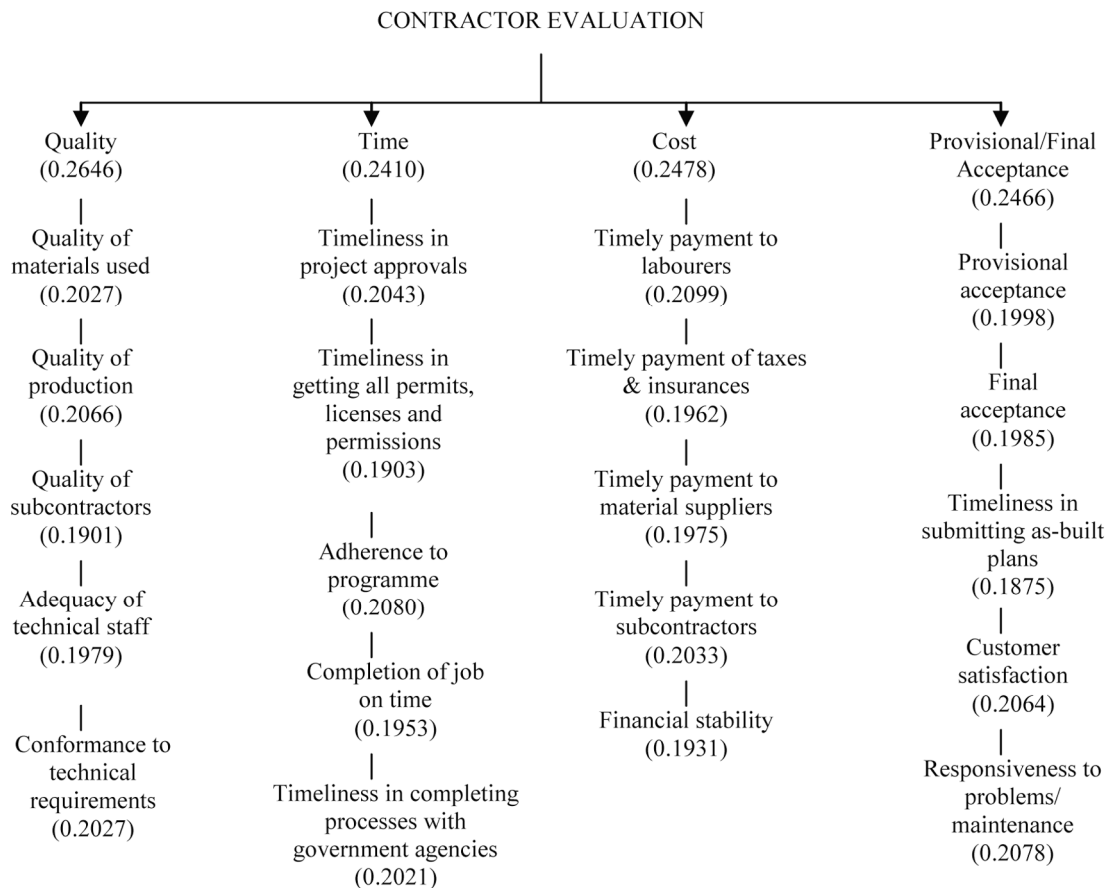 CONTRACTOR EVALUATION
Quality
(0.2646)
Quality of
materials used
(0.2027)
Quality of
production
(0.2066)
Quality of
subcontractors
(0.1901)
Adequacy of
technical staff
(0.1979)
Conformance to
technical
requirements
(0.2027)
Time
(0.2410)
Timeliness in
project approvals
(0.2043)
Timeliness in
getting all permits,
licenses and
permissions
(0.1903)
Adherence to
programme
(0.2080)
Completion of job
on time
(0.1953)
Timeliness in completing
processes with
government agencies
(0.2021)
Cost
(0.2478)
Timely payment to
labourers
(0.2099)
Timely payment of taxes
& insurances
(0.1962)
Timely payment to
material suppliers
(0.1975)
Timely payment to
subcontractors
(0.2033)
Financial stability
(0.1931)
Provisional/Final
Acceptance
(0.2466)
Provisional
acceptance
(0.1998)
Final
acceptance
(0.1985)
Timeliness in
submitting as-built
plans
(0.1875)
Customer
satisfaction
(0.2064)
Responsiveness to
problems/
maintenance
(0.2078)